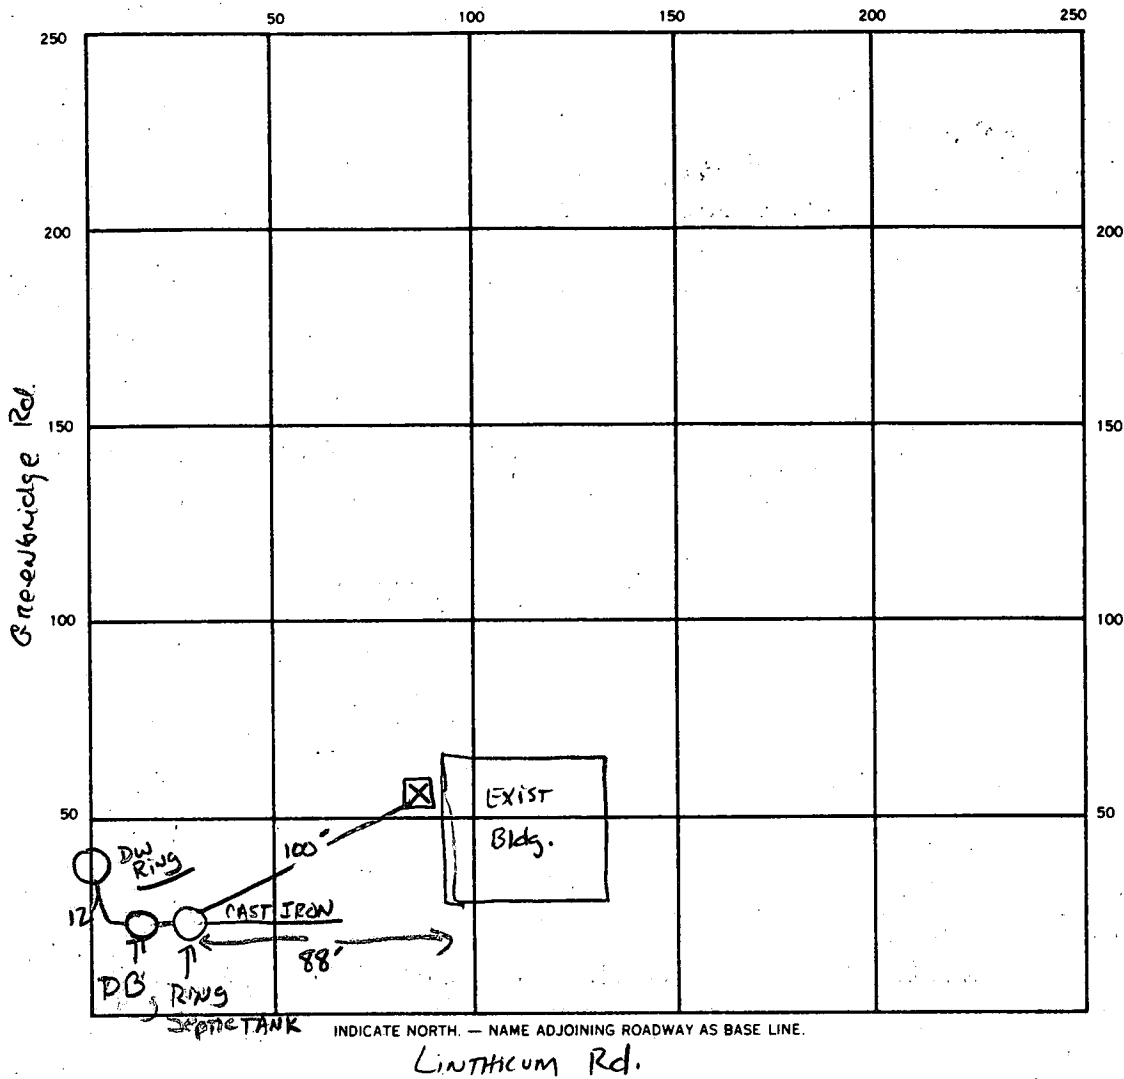 50 100 150 200 250
250
200 200
150 150
Greenbridge Rd.
100 100
50 50
EXIST
Bldg.
100'
DW
RING
12'
CAST IRON
88'
DB
RING
SEPTIC TANK
INDICATE NORTH. — NAME ADJOINING ROADWAY AS BASE LINE.
LINTHICUM Rd.